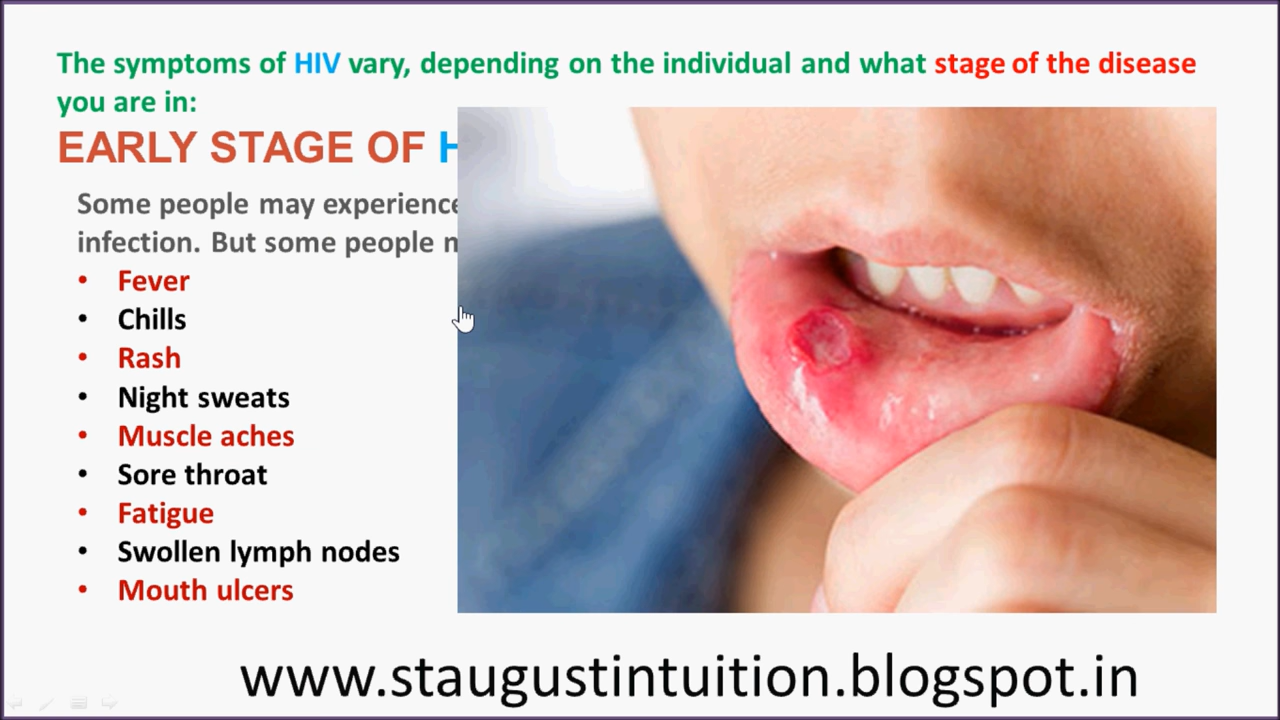 The symptoms of HIV vary, depending on the individual and what stage of the disease
you are in:
EARLY STAGE OF
Some people may experience
infection. But some people
• Fever
• Chills
• Rash
• Night sweats
• Muscle aches
• Sore throat
• Fatigue
• Swollen lymph nodes
• Mouth ulcers
www.staugustintuition.blogspot.in